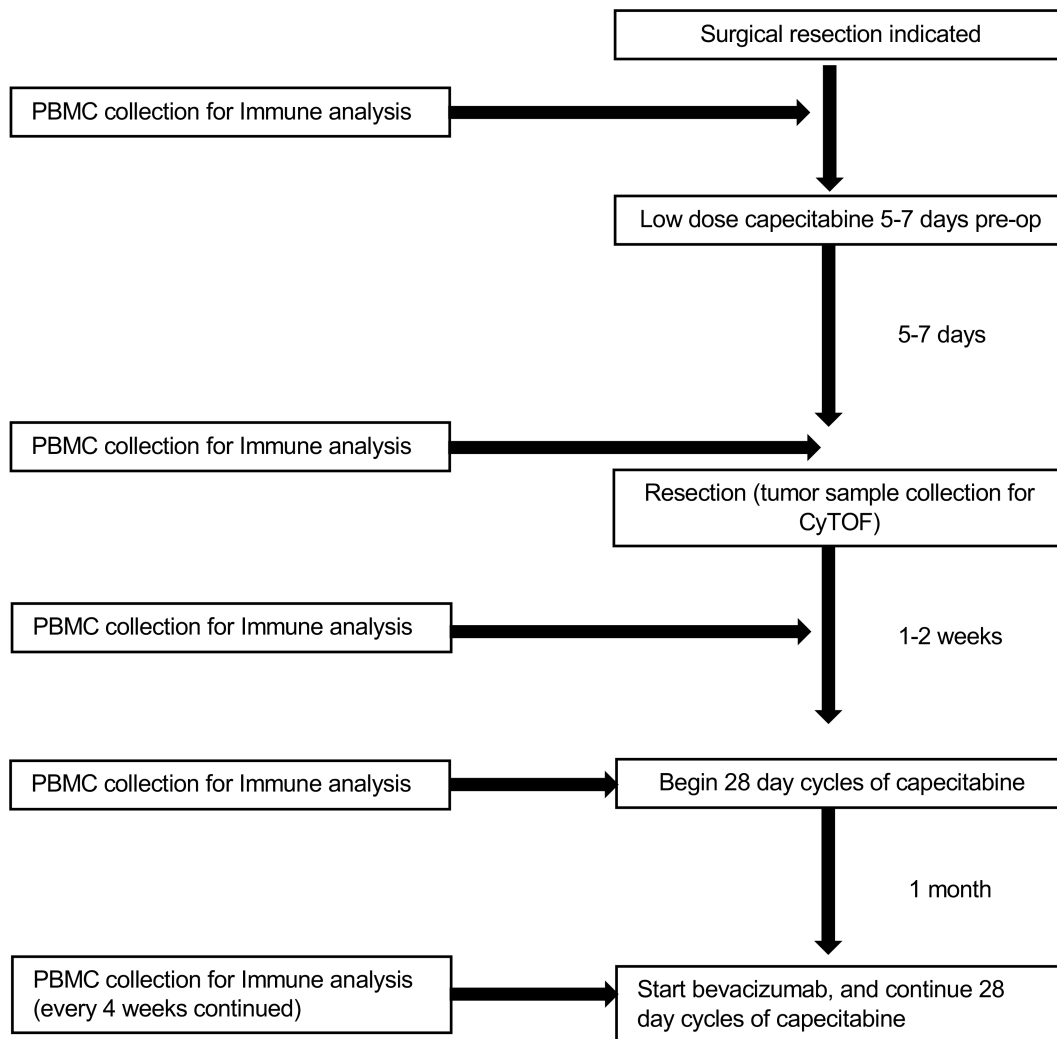 Surgical resection indicated
PBMC collection for Immune analysis
Low dose capecitabine 5-7 days pre-op
5-7 days
PBMC collection for Immune analysis
Resection (tumor sample collection for
CyTOF)
PBMC collection for Immune analysis
1-2 weeks
PBMC collection for Immune analysis
Begin 28 day cycles of capecitabine
1 month
PBMC collection for Immune analysis
(every 4 weeks continued)
Start bevacizumab, and continue 28
day cycles of capecitabine